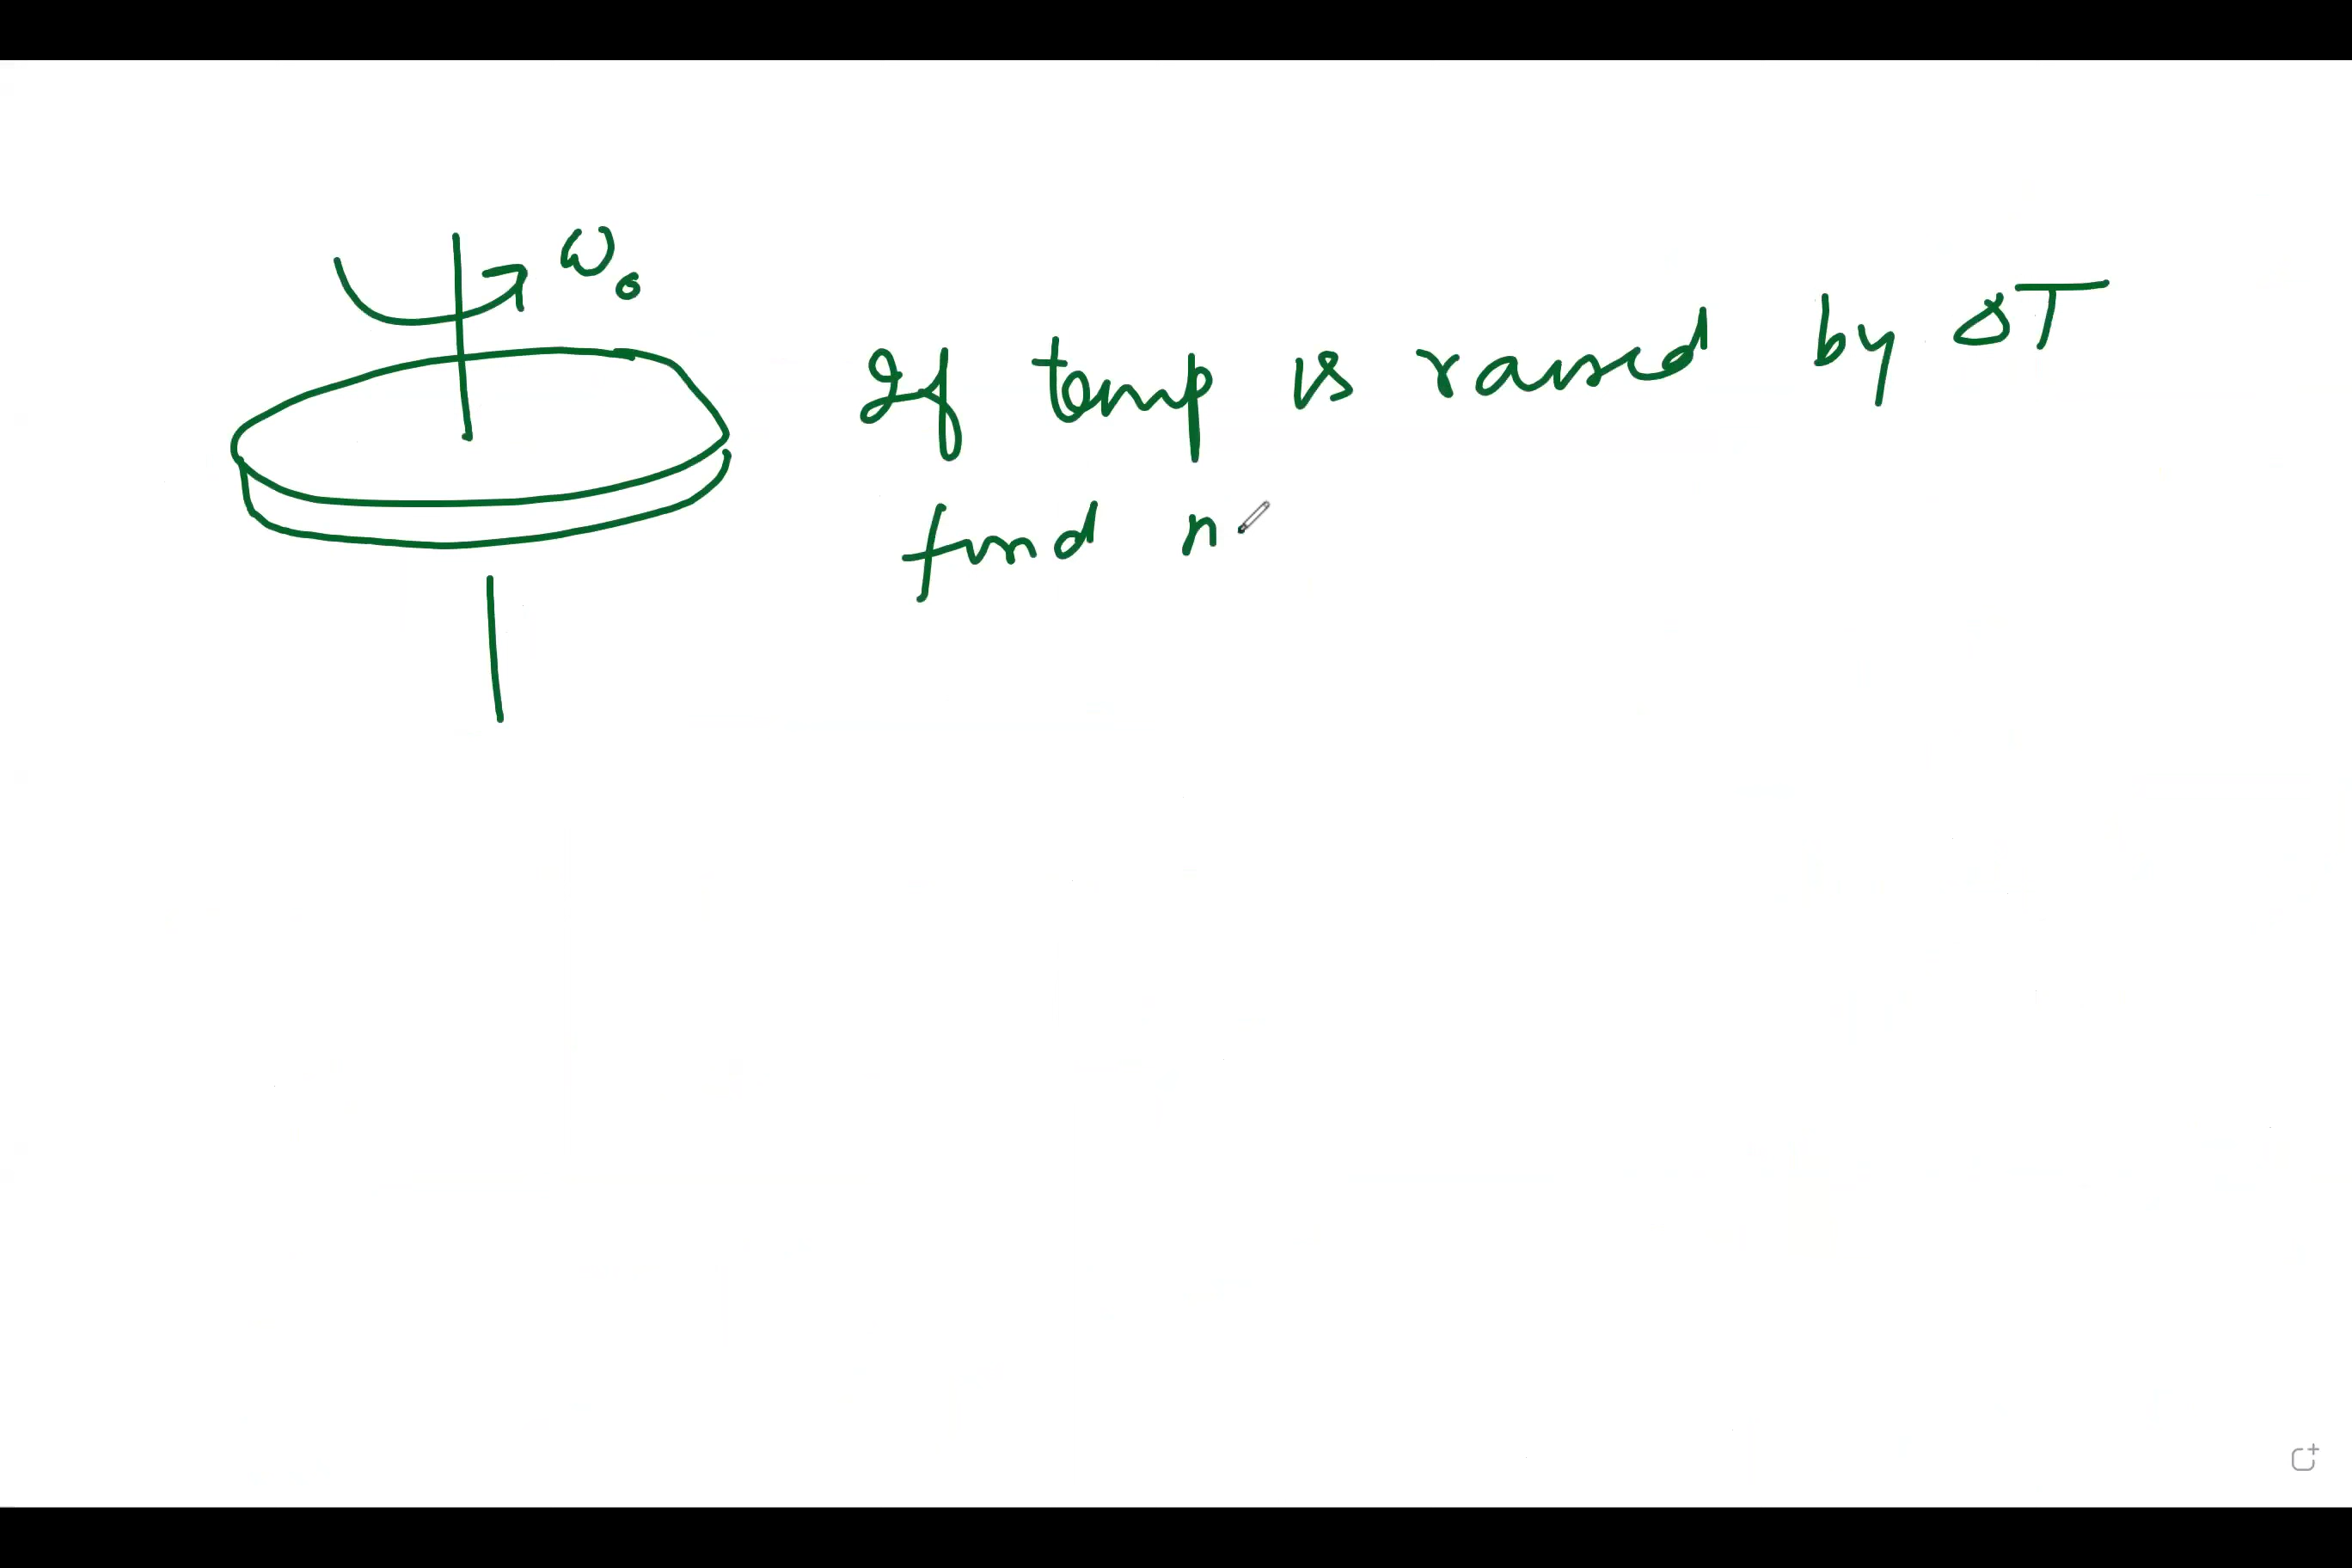 ω₀
If temp is raised by ΔT
find n